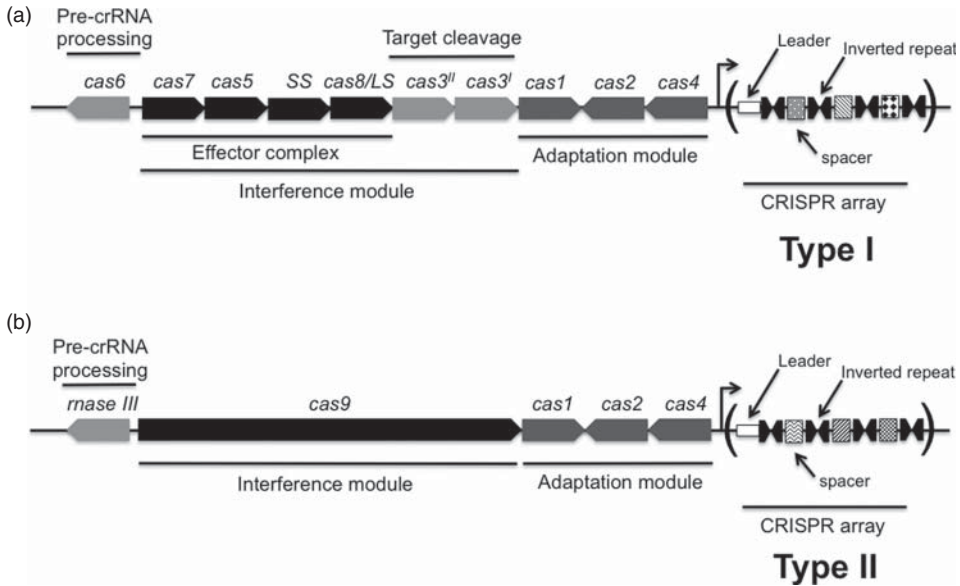 (a)
Pre-crRNA
processing
Target cleavage
Leader
Inverted repeat
cas6 cas7 cas5 SS cas8/LS cas3II cas3I cas1 cas2 cas4
Effector complex
Adaptation module
spacer
Interference module
CRISPR array
Type I
(b)
Pre-crRNA
processing
Leader
Inverted repeat
rnase III cas9 cas1 cas2 cas4
Interference module
Adaptation module
spacer
CRISPR array
Type II